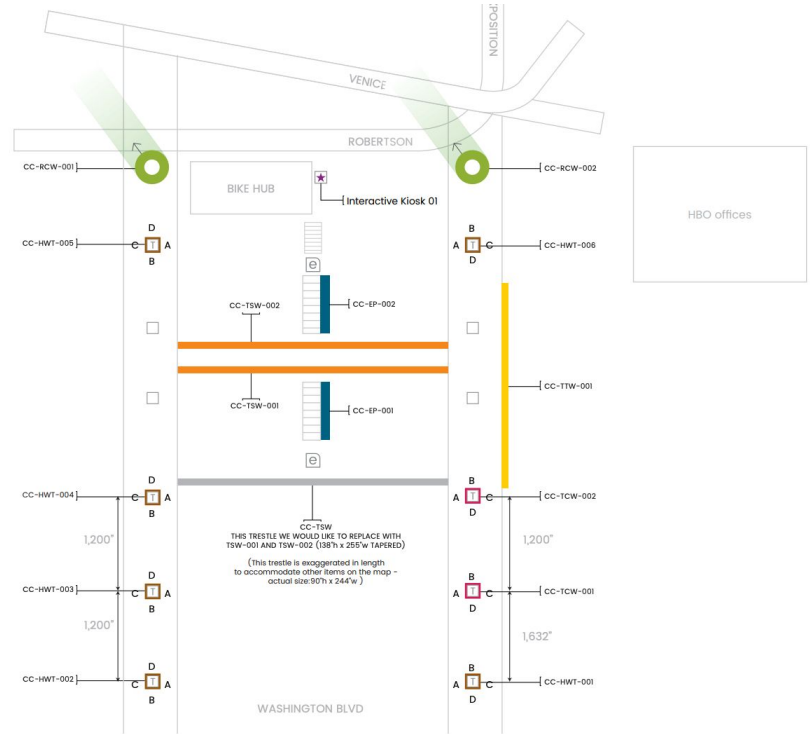 POSITION
VENICE
ROBERTSON
CC-RCW-001
CC-RCW-002
BIKE HUB
Interactive Kiosk 01
HBO offices
D
C T A
B
CC-HWT-005
B
A T C
D
CC-HWT-006
e
CC-TSW-002
CC-EP-002
CC-TTW-001
CC-TSW-001
CC-EP-001
e
D
C T A
B
CC-HWT-004
B
A T C
D
CC-TCW-002
CC-TSW
THIS TRESTLE WE WOULD LIKE TO REPLACE WITH
TSW-001 AND TSW-002 (138"h x 255"w TAPERED)
(This trestle is exaggerated in length
to accommodate other items on the map -
actual size:90"h x 244"w )
1,200"
1,200"
D
C T A
B
CC-HWT-003
B
A T C
D
CC-TCW-001
1,200"
1,632"
D
C T A
B
CC-HWT-002
B
A T C
D
CC-HWT-001
WASHINGTON BLVD